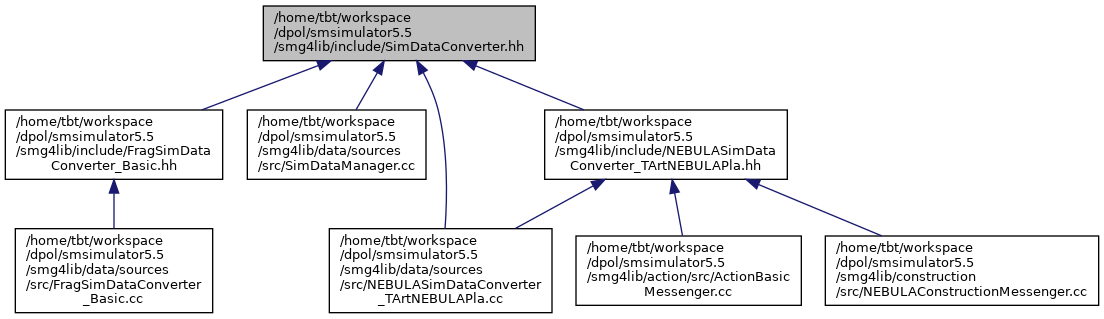 /home/tbt/workspace
/dpol/smsimulator5.5
/smg4lib/include/SimDataConverter.hh
/home/tbt/workspace
/dpol/smsimulator5.5
/smg4lib/include/FragSimData
Converter_Basic.hh
/home/tbt/workspace
/dpol/smsimulator5.5
/smg4lib/data/sources
/src/SimDataManager.cc
/home/tbt/workspace
/dpol/smsimulator5.5
/smg4lib/include/NEBULASimData
Converter_TArtNEBULAPla.hh
/home/tbt/workspace
/dpol/smsimulator5.5
/smg4lib/data/sources
/src/FragSimDataConverter
_Basic.cc
/home/tbt/workspace
/dpol/smsimulator5.5
/smg4lib/data/sources
/src/NEBULASimDataConverter
_TArtNEBULAPla.cc
/home/tbt/workspace
/dpol/smsimulator5.5
/smg4lib/action/src/ActionBasic
Messenger.cc
/home/tbt/workspace
/dpol/smsimulator5.5
/smg4lib/construction
/src/NEBULAConstructionMessenger.cc